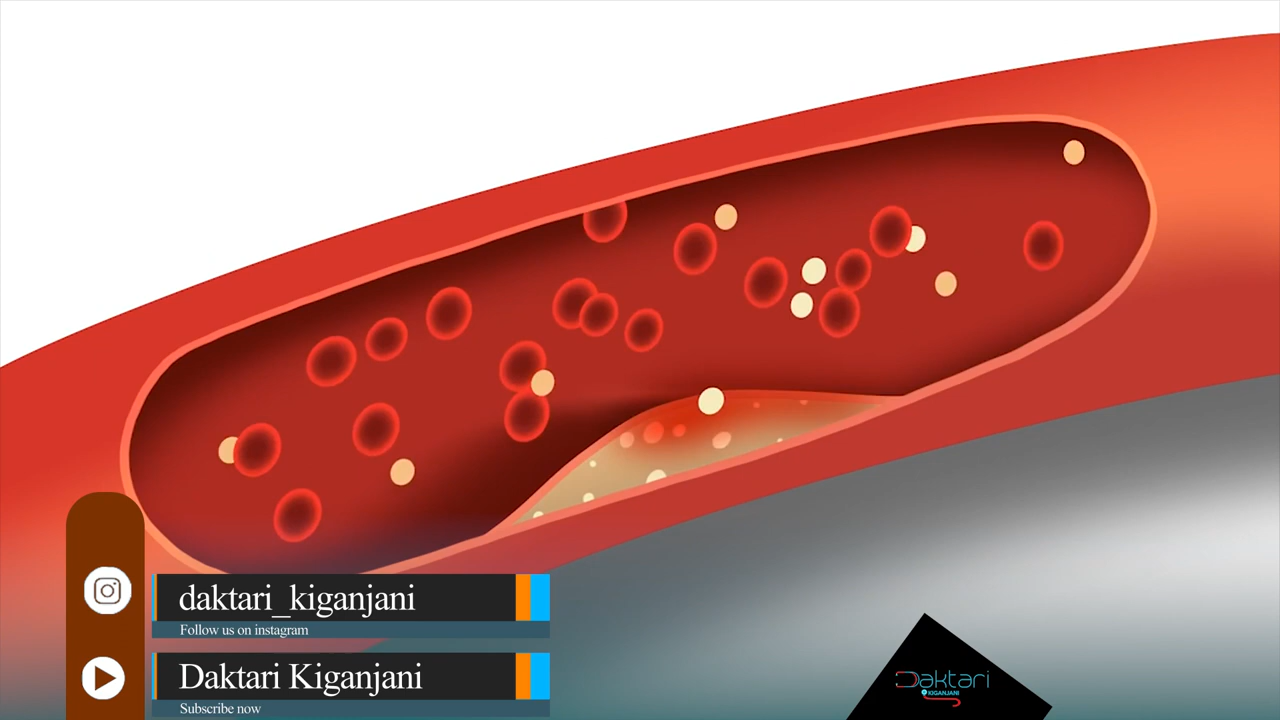 daktari_kiganjani
Follow us on instagram
Daktari Kiganjani
Subscribe now
Daktari
KIGANJANI